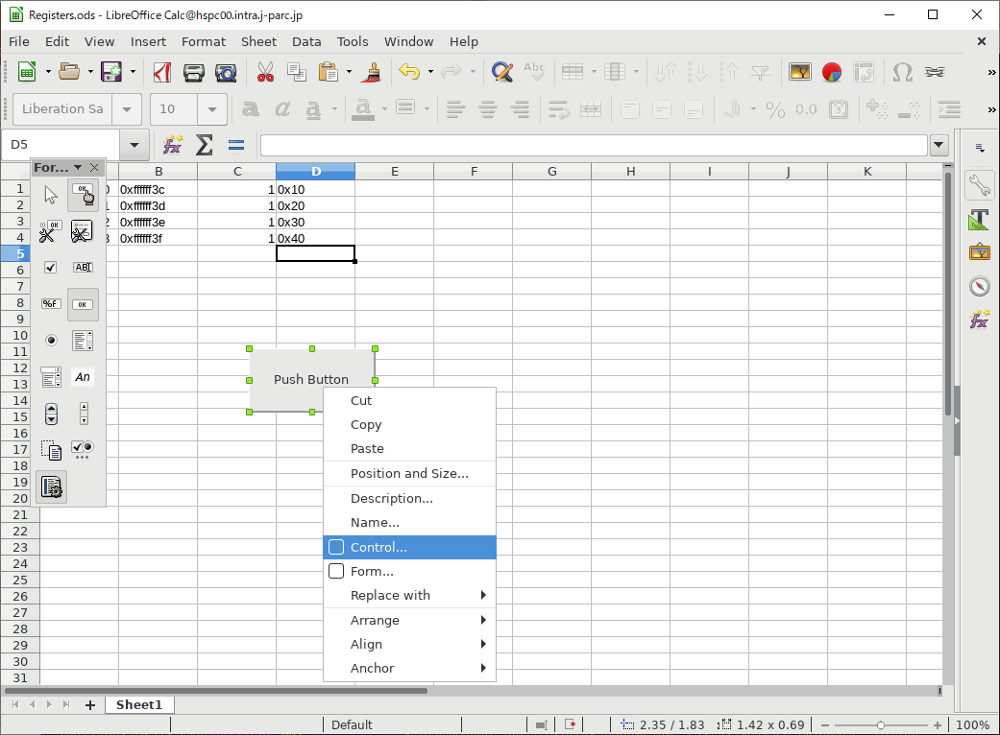 Registers.ods - LibreOffice Calc@hspc00.intra.j-parc.jp
File Edit View Insert Format Sheet Data Tools Window Help
Abc
Liberation Sa 10 a a a a % 0.0
D5
For...
B C D E F G H I J K
1 0 0xffffff3c 1 0x10
2 1 0xffffff3d 1 0x20
3 2 0xffffff3e 1 0x30
4 3 0xffffff3f 1 0x40
5
6
7
8
9
10
11
12
13
14
15
16
17
18
19
20
21
22
23
24
25
26
27
28
29
30
31
OK
OK
ABI
%F OK
An
Push Button
Cut
Copy
Paste
Position and Size...
Description...
Name...
Control...
Form...
Replace with
Arrange
Align
Anchor
Sheet1
Default 2.35 / 1.83 1.42 x 0.69 100%